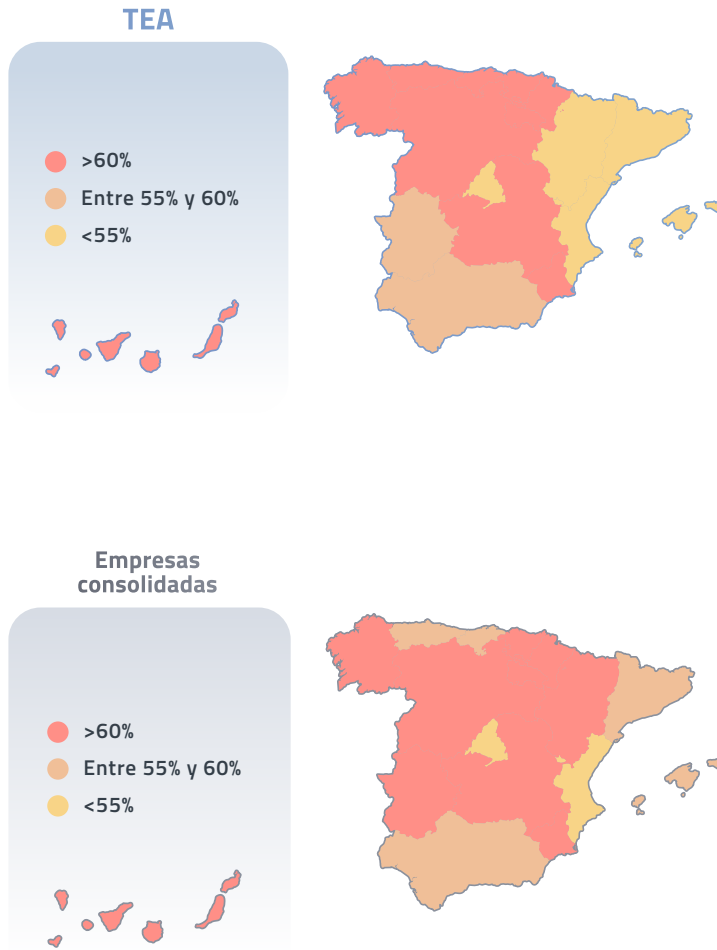 TEA
>60%
Entre 55% y 60%
<55%
Empresas
consolidadas
>60%
Entre 55% y 60%
<55%